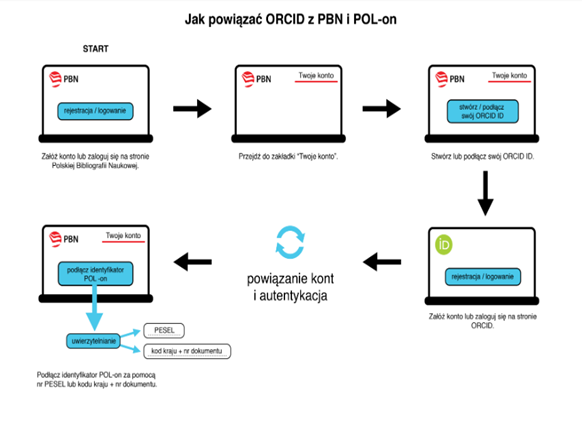 Jak powiązać ORCID z PBN i POL-on
START
PBN
rejestracja / logowanie
Załóż konto lub zaloguj się na stronie
Polskiej Bibliografii Naukowej.
PBN
Twoje konto
Przejdź do zakładki "Twoje konto".
PBN
Twoje konto
stwórz / podłącz
swój ORCID ID
Stwórz lub podłącz swój ORCID ID.
iD
rejestracja / logowanie
Załóż konto lub zaloguj się na stronie
ORCID.
powiązanie kont
i autentykacja
PBN
Twoje konto
podłącz identyfikator
POL -on
uwierzytelnianie
PESEL
kod kraju + nr dokumentu
Podłącz identyfikator POL-on za pomocą
nr PESEL lub kodu kraju + nr dokumentu.